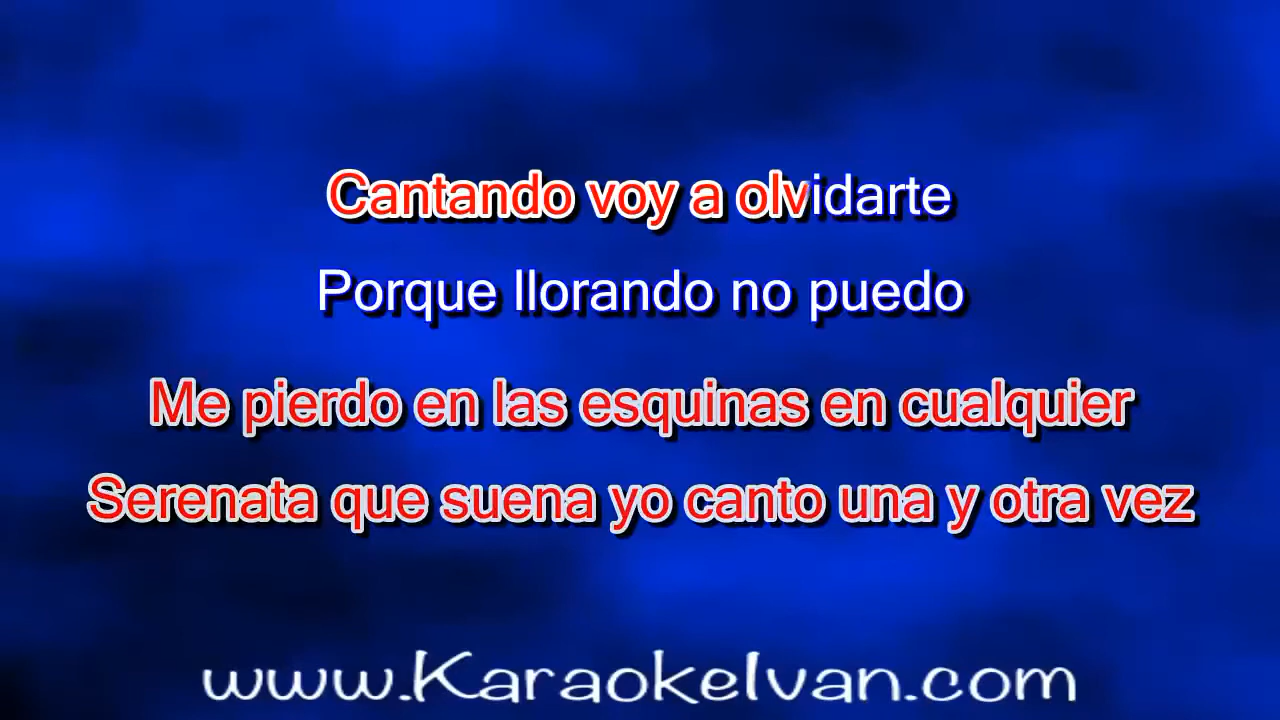 Cantando voy a olvidarte
Porque llorando no puedo
Me pierdo en las esquinas en cualquier
Serenata que suena yo canto una y otra vez
www.KaraokeIvan.com